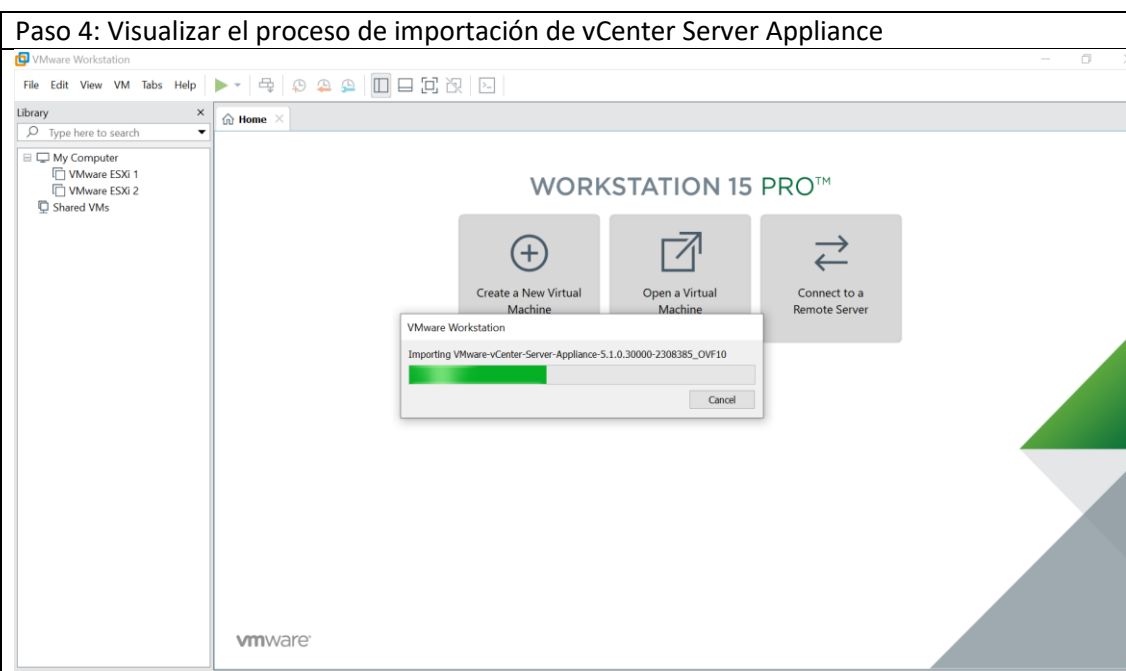 Paso 4: Visualizar el proceso de importación de vCenter Server Appliance
VMware Workstation
File Edit View VM Tabs Help
Library
Home
Type here to search
My Computer
VMware ESXi 1
VMware ESXi 2
Shared VMs
WORKSTATION 15 PRO™
Create a New Virtual
Machine
Open a Virtual
Machine
Connect to a
Remote Server
VMware Workstation
Importing VMware-vCenter-Server-Appliance-5.1.0.30000-2308385_OVF10
Cancel
vmware